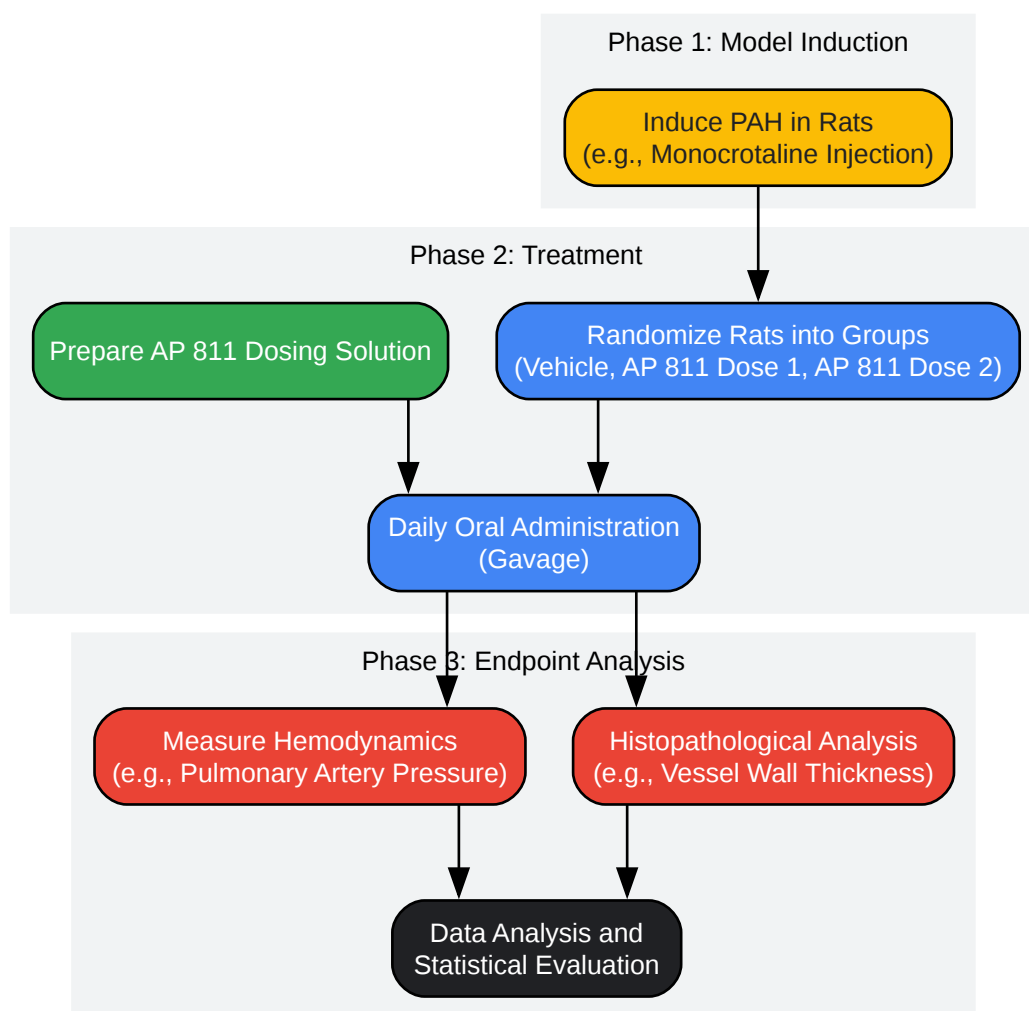 Phase 1: Model Induction
Induce PAH in Rats
(e.g., Monocrotaline Injection)
Phase 2: Treatment
Prepare AP 811 Dosing Solution
Randomize Rats into Groups
(Vehicle, AP 811 Dose 1, AP 811 Dose 2)
Daily Oral Administration
(Gavage)
Phase 3: Endpoint Analysis
Measure Hemodynamics
(e.g., Pulmonary Artery Pressure)
Histopathological Analysis
(e.g., Vessel Wall Thickness)
Data Analysis and
Statistical Evaluation